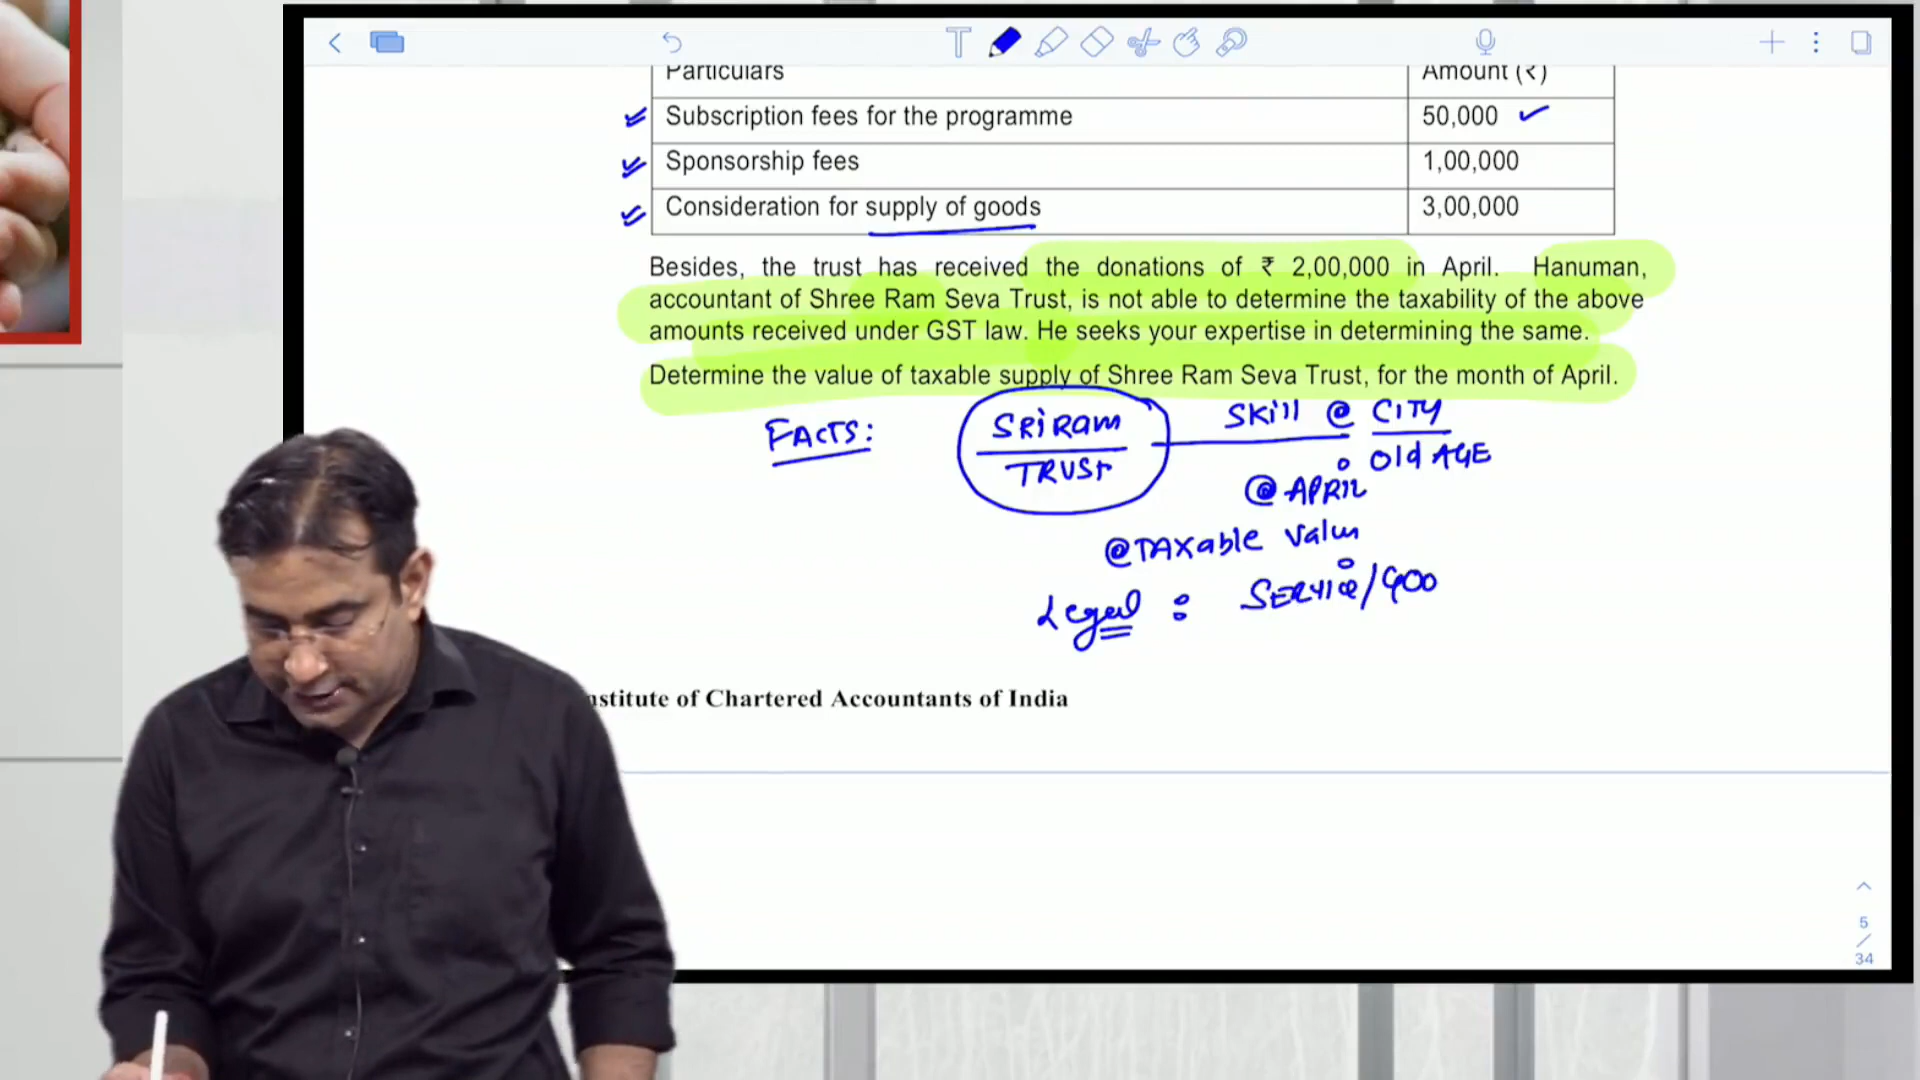 Particulars Amount (₹)
Subscription fees for the programme 50,000
Sponsorship fees 1,00,000
Consideration for supply of goods 3,00,000
Besides, the trust has received the donations of ₹ 2,00,000 in April. Hanuman,
accountant of Shree Ram Seva Trust, is not able to determine the taxability of the above
amounts received under GST law. He seeks your expertise in determining the same.
Determine the value of taxable supply of Shree Ram Seva Trust, for the month of April.
FACTS: SRiRAM SKill @ CITY
TRUST Old AGE
@ APRIL
@TAXable Value
Legal : SERVICE/GOO
nstitute of Chartered Accountants of India
5
/
34